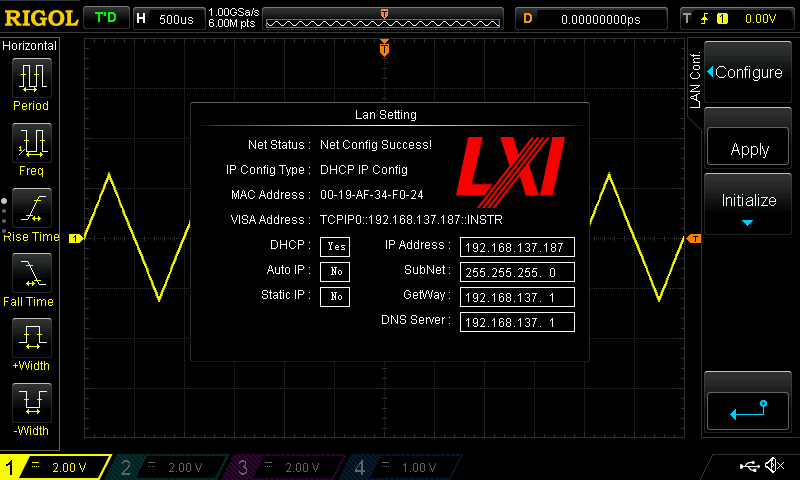 RIGOL T'D H 500us 1.00GSa/s 6.00M pts T D 0.00000000ps T 1 0.00V
Horizontal
Period
Freq
Rise Time
Fall Time
+Width
-Width
T
Lan Setting
Net Status : Net Config Success!
IP Config Type : DHCP IP Config
MAC Address : 00-19-AF-34-F0-24
VISA Address : TCPIP0::192.168.137.187::INSTR
LXI
DHCP : Yes IP Address : 192.168.137.187
Auto IP : No SubNet : 255.255.255. 0
Static IP : No GetWay : 192.168.137. 1
DNS Server : 192.168.137. 1
1
T
LAN Conf.
Configure
Apply
Initialize
1 = 2.00 V 2 = 2.00 V 3 = 2.00 V 4 = 1.00 V